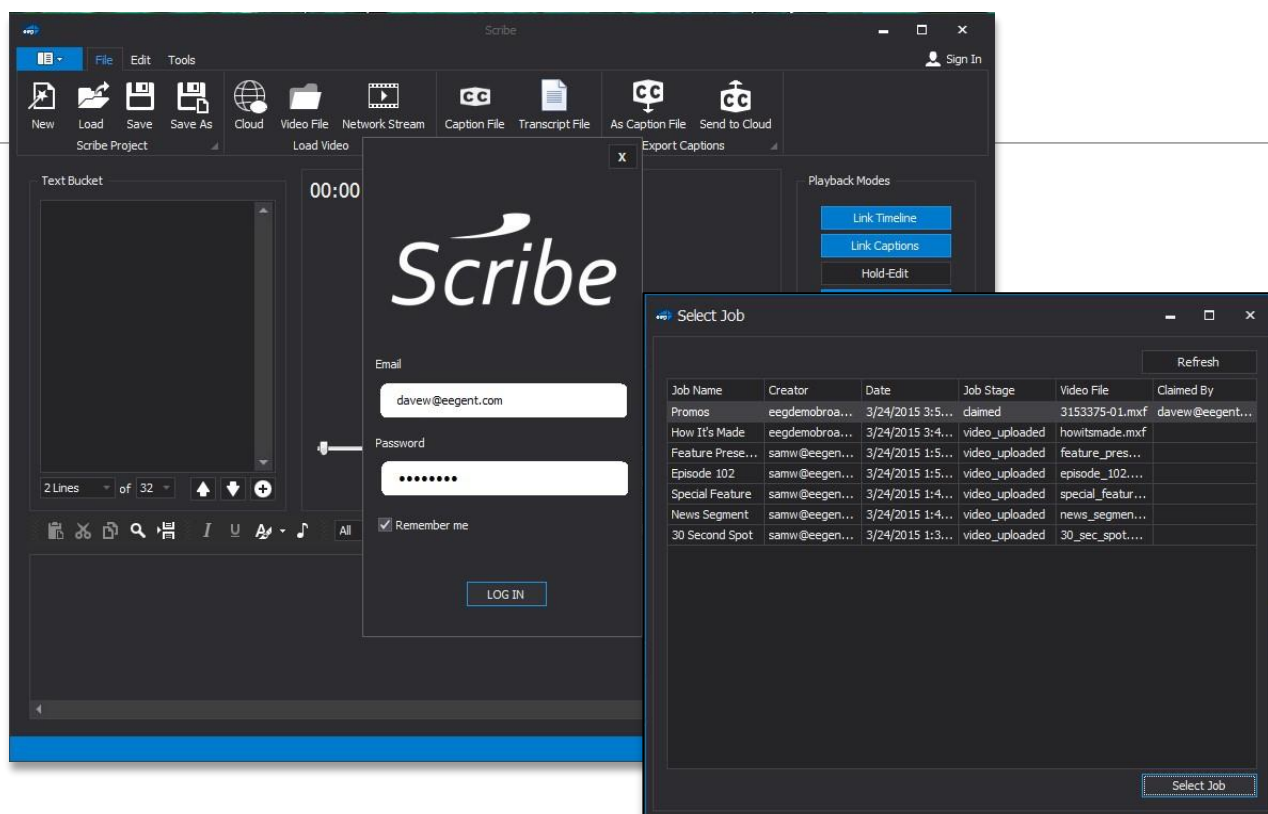 Scribe
File Edit Tools
Sign In
New Load Save Save As Cloud Video File Network Stream Caption File Transcript File As Caption File Send to Cloud
Scribe Project Load Video Export Captions
X
Text Bucket
00:00
Playback Modes
Link Timeline
Link Captions
Hold-Edit
Scribe
Email
davew@eegent.com
Password
••••••••
Remember me
LOG IN
2 Lines of 32
I U A All
Select Job
Refresh
Job Name Creator Date Job Stage Video File Claimed By
Promos eegdemobroa... 3/24/2015 3:5... claimed 3153375-01.mxf davew@eegent...
How It's Made eegdemobroa... 3/24/2015 3:4... video_uploaded howitsmade.mxf
Feature Prese... samw@eegen... 3/24/2015 1:5... video_uploaded feature_pres...
Episode 102 samw@eegen... 3/24/2015 1:5... video_uploaded episode_102....
Special Feature samw@eegen... 3/24/2015 1:4... video_uploaded special_featur...
News Segment samw@eegen... 3/24/2015 1:4... video_uploaded news_segmen...
30 Second Spot samw@eegen... 3/24/2015 1:3... video_uploaded 30_sec_spot....
Select Job